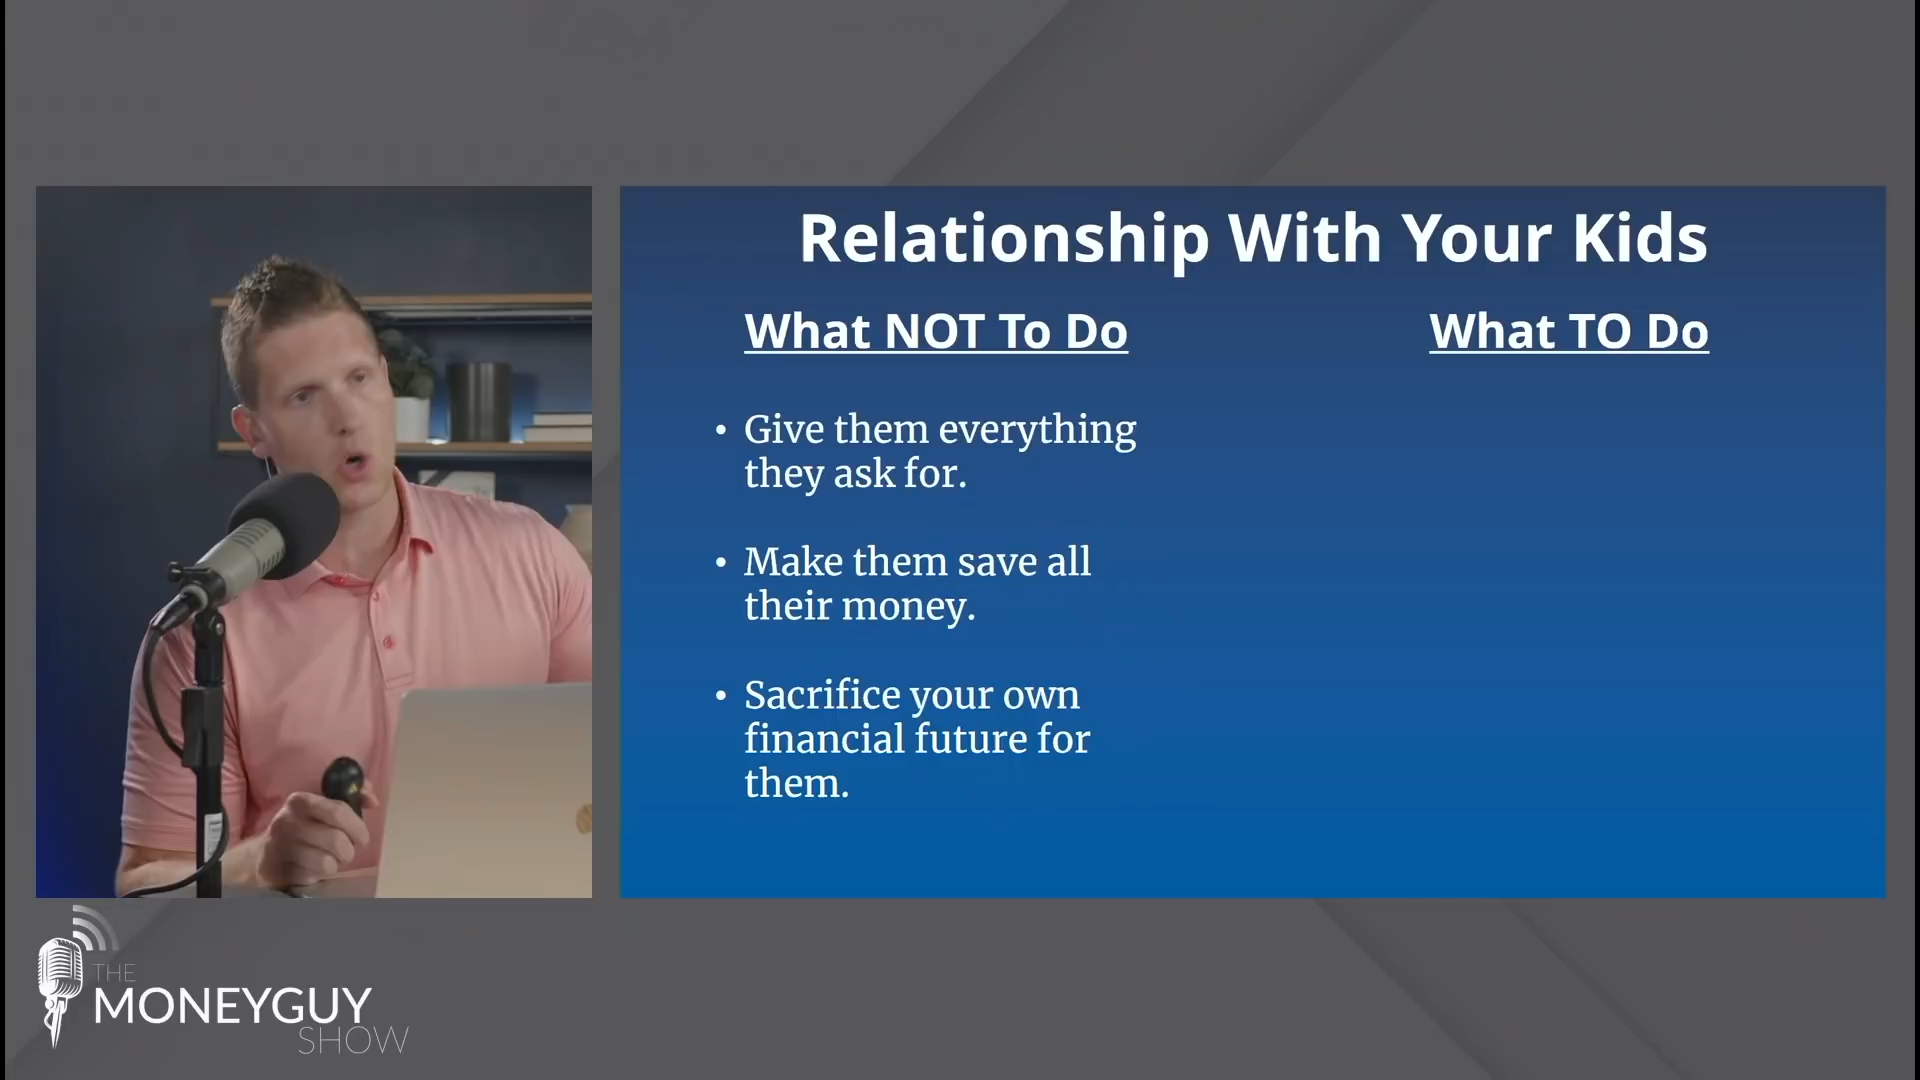 Relationship With Your Kids
What NOT To Do
What TO Do
• Give them everything
they ask for.
• Make them save all
their money.
• Sacrifice your own
financial future for
them.
THE
MONEYGUY
SHOW